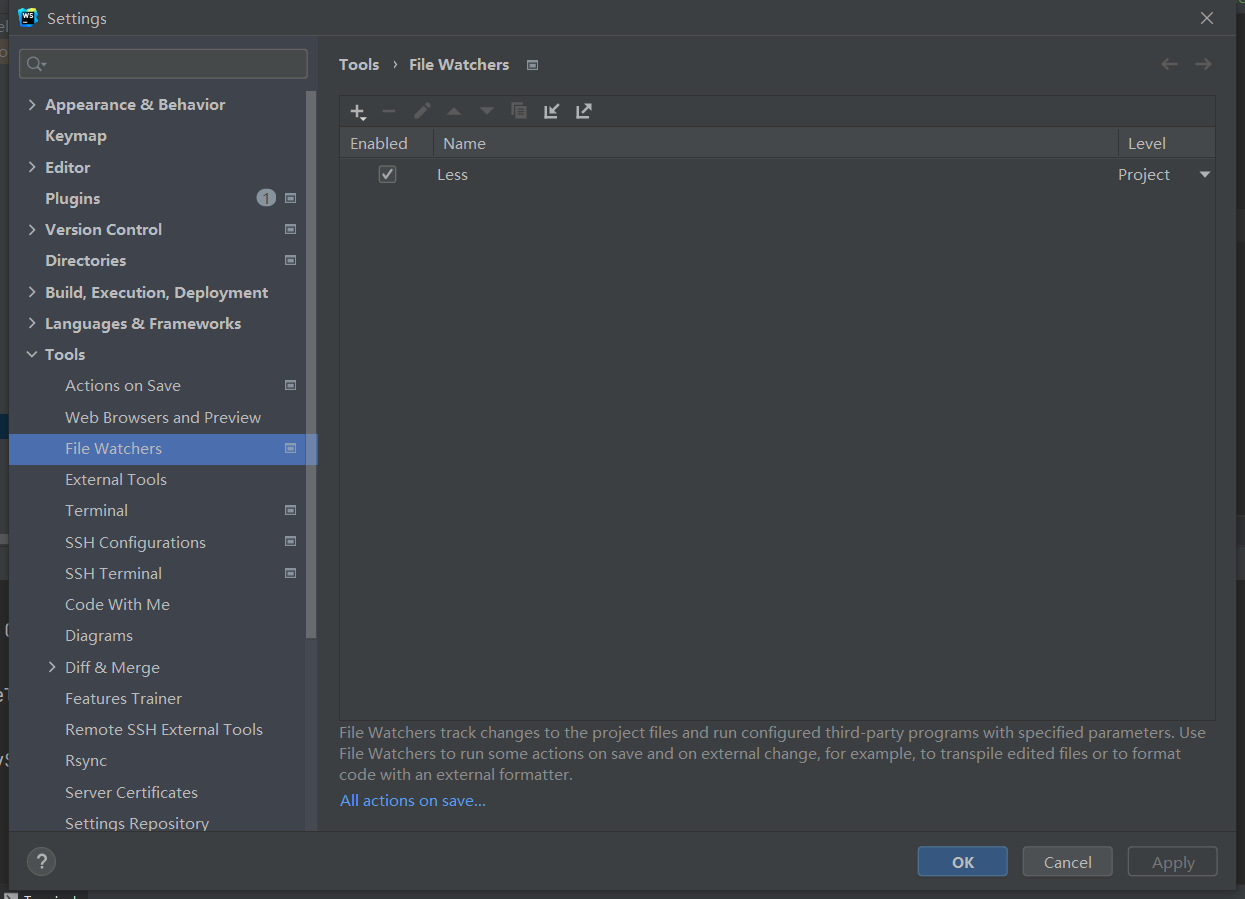 WS
Settings
Tools › File Watchers
Appearance & Behavior
Keymap
Editor
Plugins 1
Version Control
Directories
Build, Execution, Deployment
Languages & Frameworks
Tools
Actions on Save
Web Browsers and Preview
File Watchers
External Tools
Terminal
SSH Configurations
SSH Terminal
Code With Me
Diagrams
Diff & Merge
Features Trainer
Remote SSH External Tools
Rsync
Server Certificates
Settings Repository
Enabled Name Level
Less Project
File Watchers track changes to the project files and run configured third-party programs with specified parameters. Use
File Watchers to run some actions on save and on external change, for example, to transpile edited files or to format
code with an external formatter.
All actions on save...
?
OK Cancel Apply